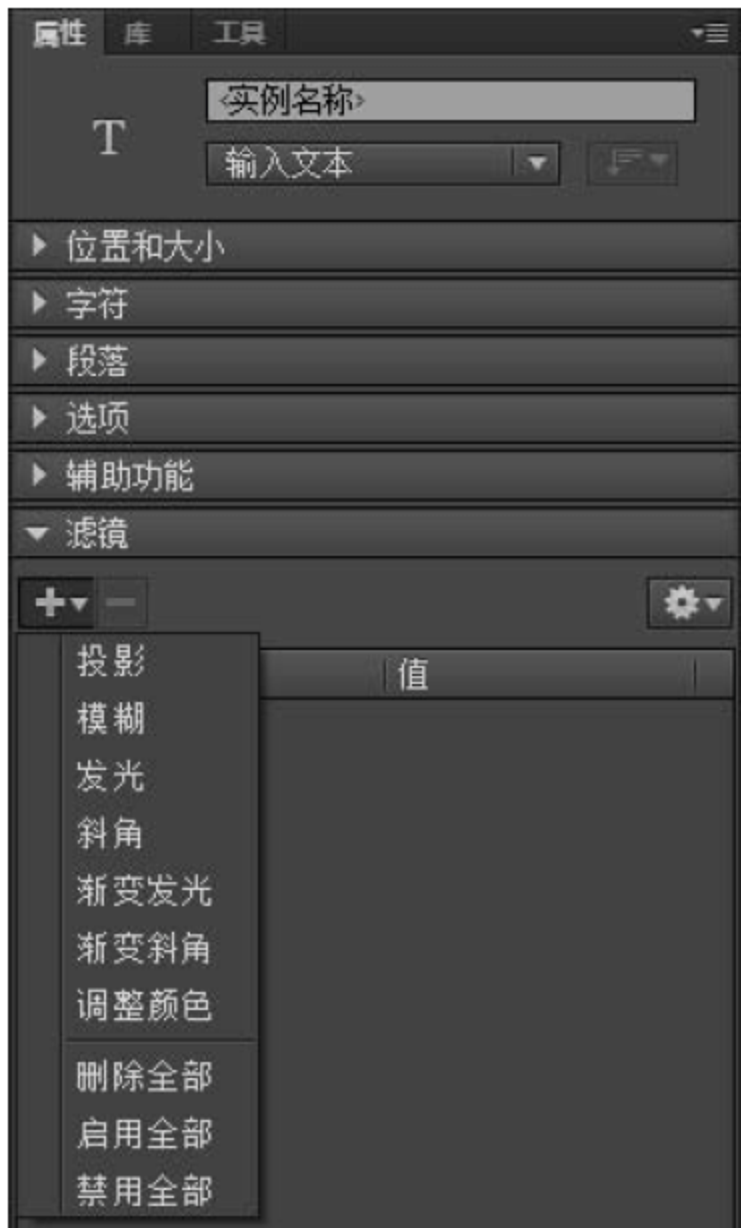 属性 库 工具
<实例名称>
T
输入文本
位置和大小
字符
段落
选项
辅助功能
滤镜
值
投影
模糊
发光
斜角
渐变发光
渐变斜角
调整颜色
删除全部
启用全部
禁用全部